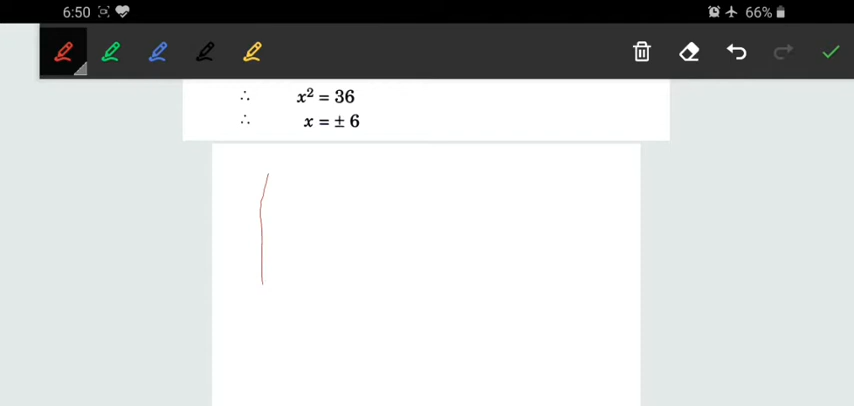 6:50 66%
∴ x² = 36
∴ x = ± 6